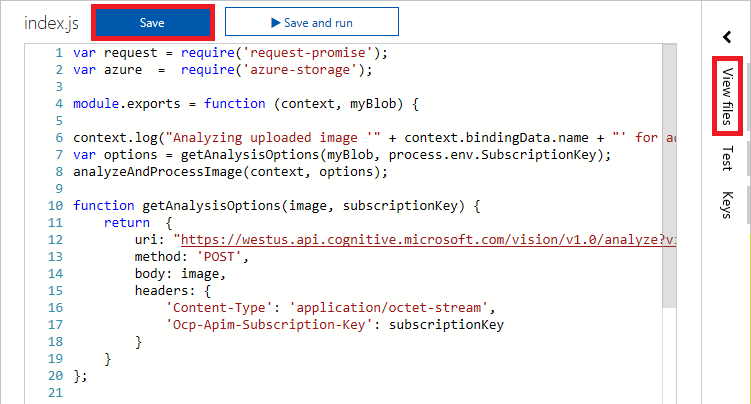 index.js
Save
Save and run
1 var request = require('request-promise');
2 var azure  =  require('azure-storage');
3
4 module.exports = function (context, myBlob) {
5
6 context.log("Analyzing uploaded image '" + context.bindingData.name + "' for
7 var options = getAnalysisOptions(myBlob, process.env.SubscriptionKey);
8 analyzeAndProcessImage(context, options);
9
10 function getAnalysisOptions(image, subscriptionKey) {
11     return  {
12         uri: "https://westus.api.cognitive.microsoft.com/vision/v1.0/analyze?vi
13         method: 'POST',
14         body: image,
15         headers: {
16             'Content-Type': 'application/octet-stream',
17             'Ocp-Apim-Subscription-Key': subscriptionKey
18         }
19     }
20 };
21
View files
Test
Keys